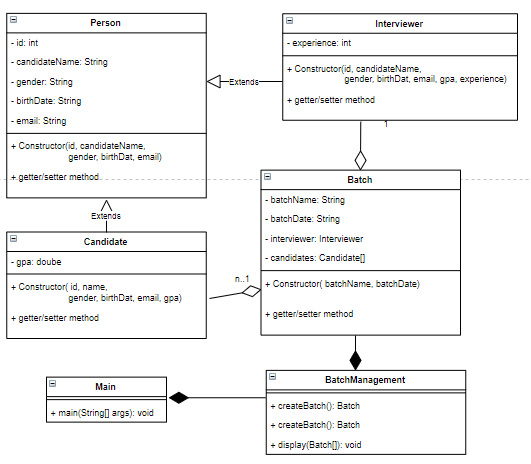 Person
- id: int
- candidateName: String
- gender: String
- birthDate: String
- email: String
+ Constructor(id, candidateName,
gender, birthDat, email)
+ getter/setter method
Interviewer
- experience: int
+ Constructor(id, candidateName,
gender, birthDat, email, gpa, experience)
+ getter/setter method
Extends
1
Extends
Batch
- batchName: String
- batchDate: String
- interviewer: Interviewer
- candidates: Candidate[]
+ Constructor( batchName, batchDate)
+ getter/setter method
Candidate
- gpa: doube
+ Constructor( id, name,
gender, birthDat, email, gpa)
+ getter/setter method
n..1
Main
+ main(String[] args): void
BatchManagement
+ createBatch(): Batch
+ createBatch(): Batch
+ display(Batch[]): void